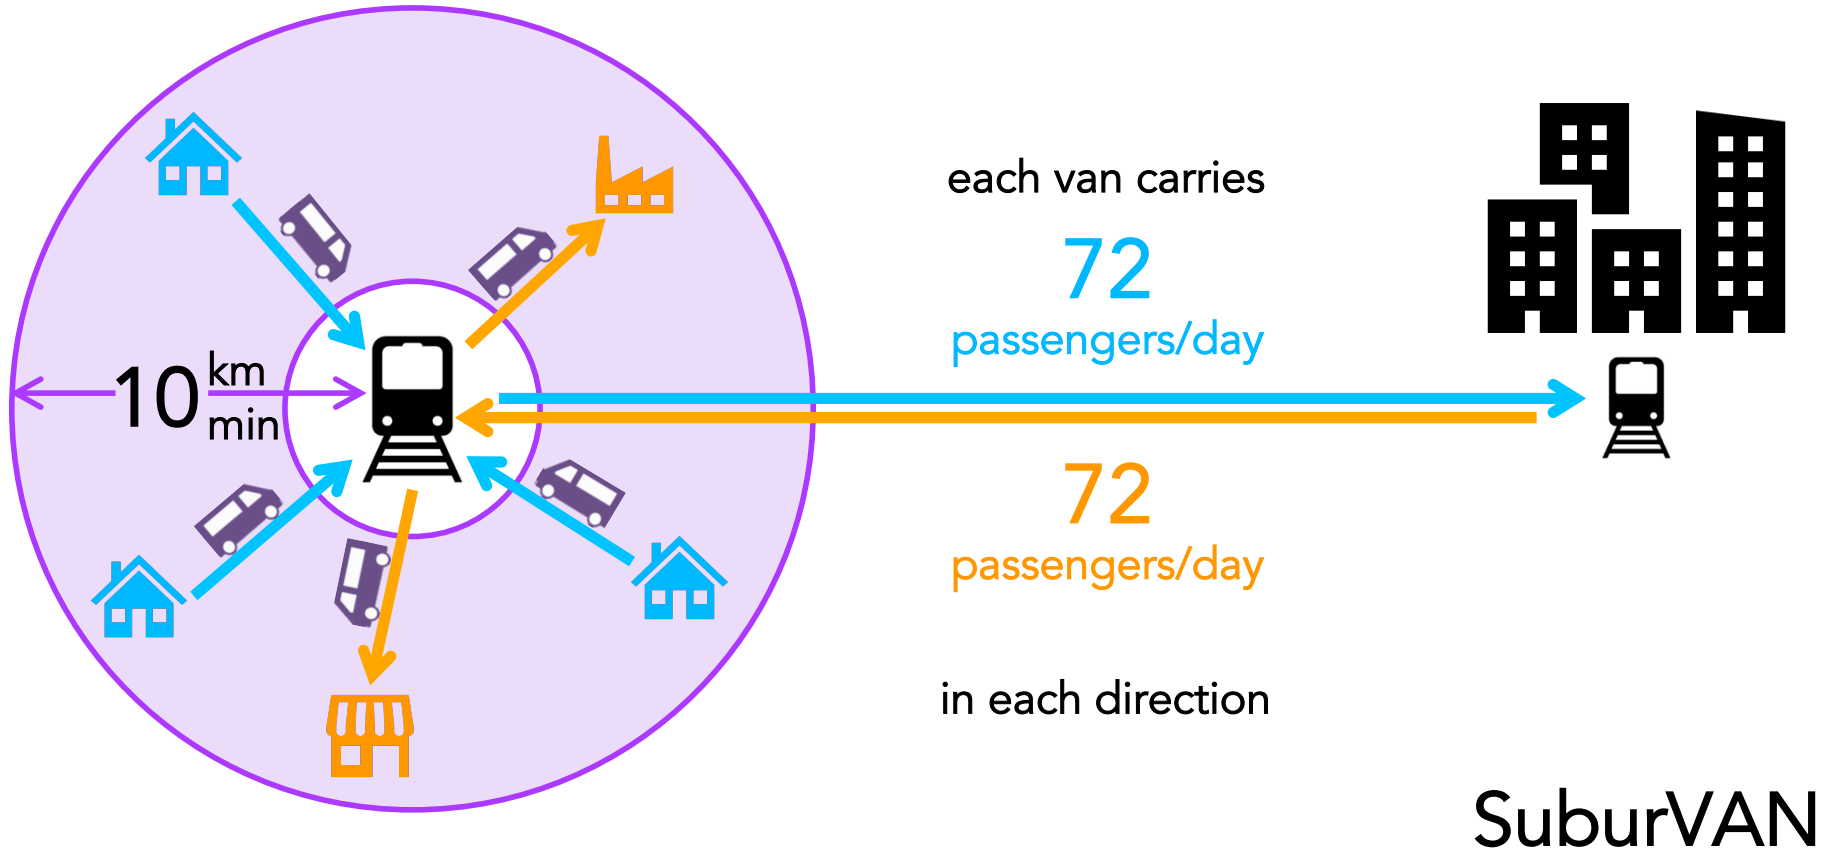 each van carries
72
passengers/day
10 km
min
72
passengers/day
in each direction
SuburVAN